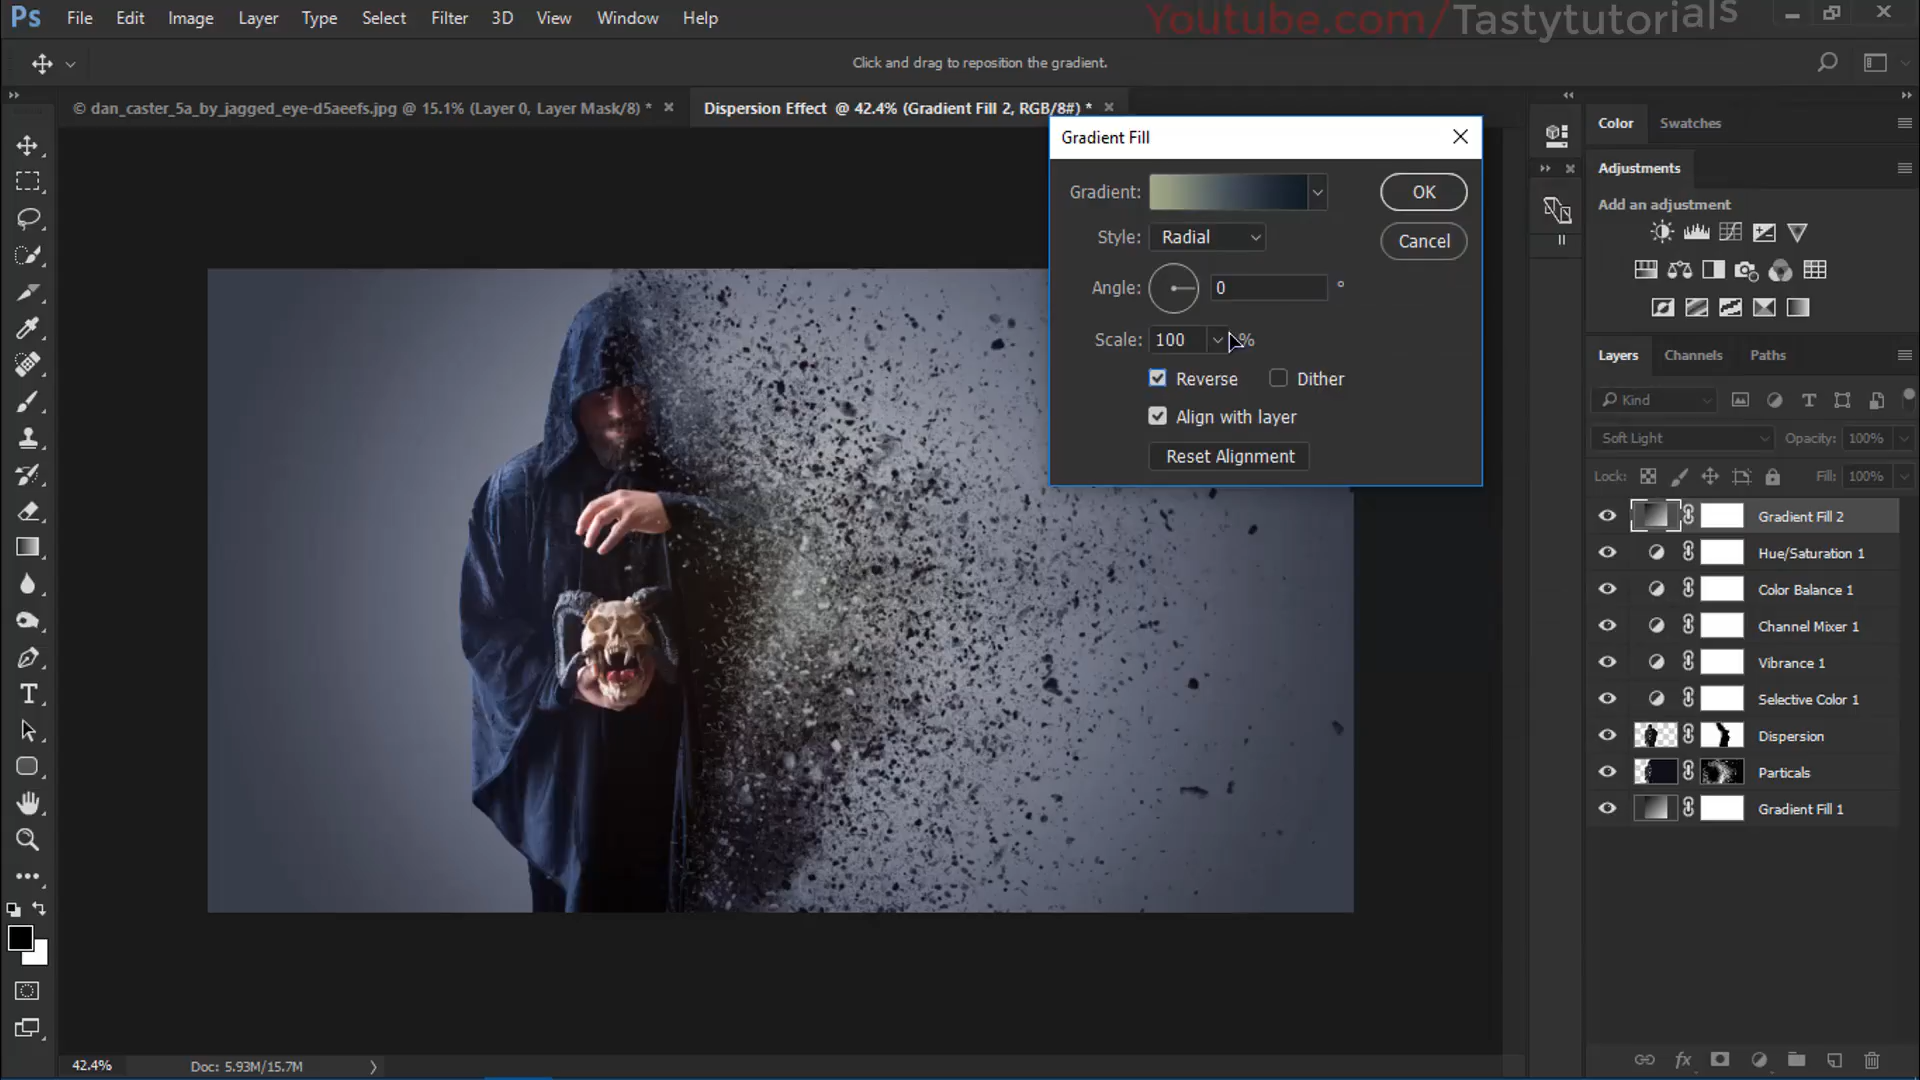 Ps File Edit Image Layer Type Select Filter 3D View Window Help
Youtube.com/Tastytutorials
Click and drag to reposition the gradient.
© dan_caster_5a_by_jagged_eye-d5aeefs.jpg @ 15.1% (Layer 0, Layer Mask/8) *
Dispersion Effect @ 42.4% (Gradient Fill 2, RGB/8#) *
Gradient Fill
Gradient:
OK
Style: Radial
Cancel
Angle: 0 °
Scale: 100 %
Reverse Dither
Align with layer
Reset Alignment
Color Swatches
Adjustments
Add an adjustment
Layers Channels Paths
Kind
Soft Light Opacity: 100%
Lock: Fill: 100%
Gradient Fill 2
Hue/Saturation 1
Color Balance 1
Channel Mixer 1
Vibrance 1
Selective Color 1
Dispersion
Particals
Gradient Fill 1
42.4% Doc: 5.93M/15.7M